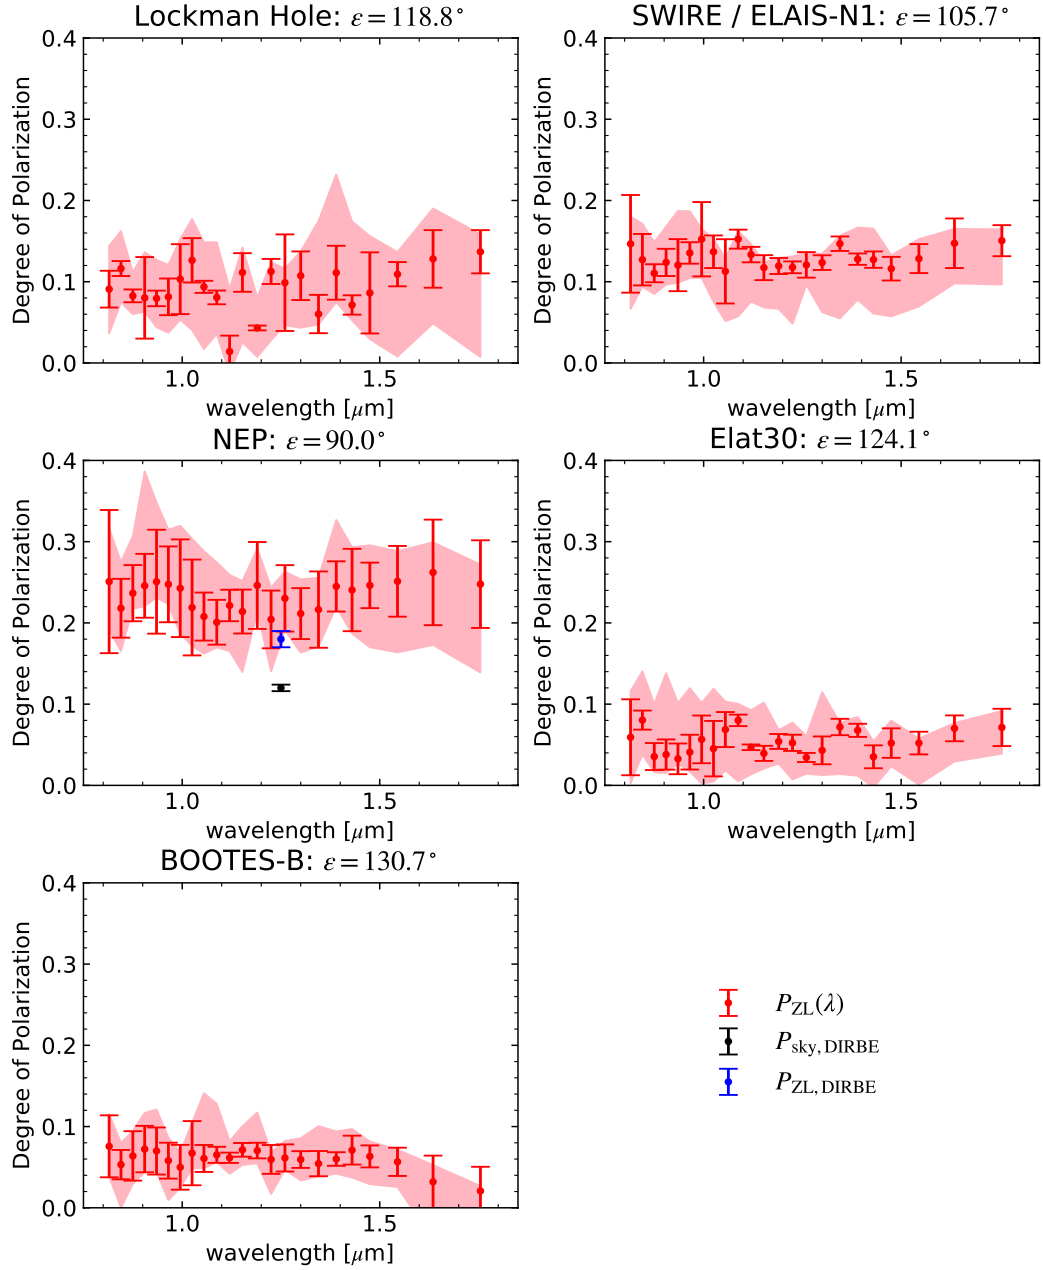 Lockman Hole: ε = 118.8°
0.4
0.3
0.2
0.1
0.0
Degree of Polarization
1.0 1.5
wavelength [μm]
SWIRE / ELAIS-N1: ε = 105.7°
0.4
0.3
0.2
0.1
0.0
Degree of Polarization
1.0 1.5
wavelength [μm]
NEP: ε = 90.0°
0.4
0.3
0.2
0.1
0.0
Degree of Polarization
1.0 1.5
wavelength [μm]
Elat30: ε = 124.1°
0.4
0.3
0.2
0.1
0.0
Degree of Polarization
1.0 1.5
wavelength [μm]
BOOTES-B: ε = 130.7°
0.4
0.3
0.2
0.1
0.0
Degree of Polarization
1.0 1.5
wavelength [μm]
P_ZL(λ)
P_sky, DIRBE
P_ZL, DIRBE